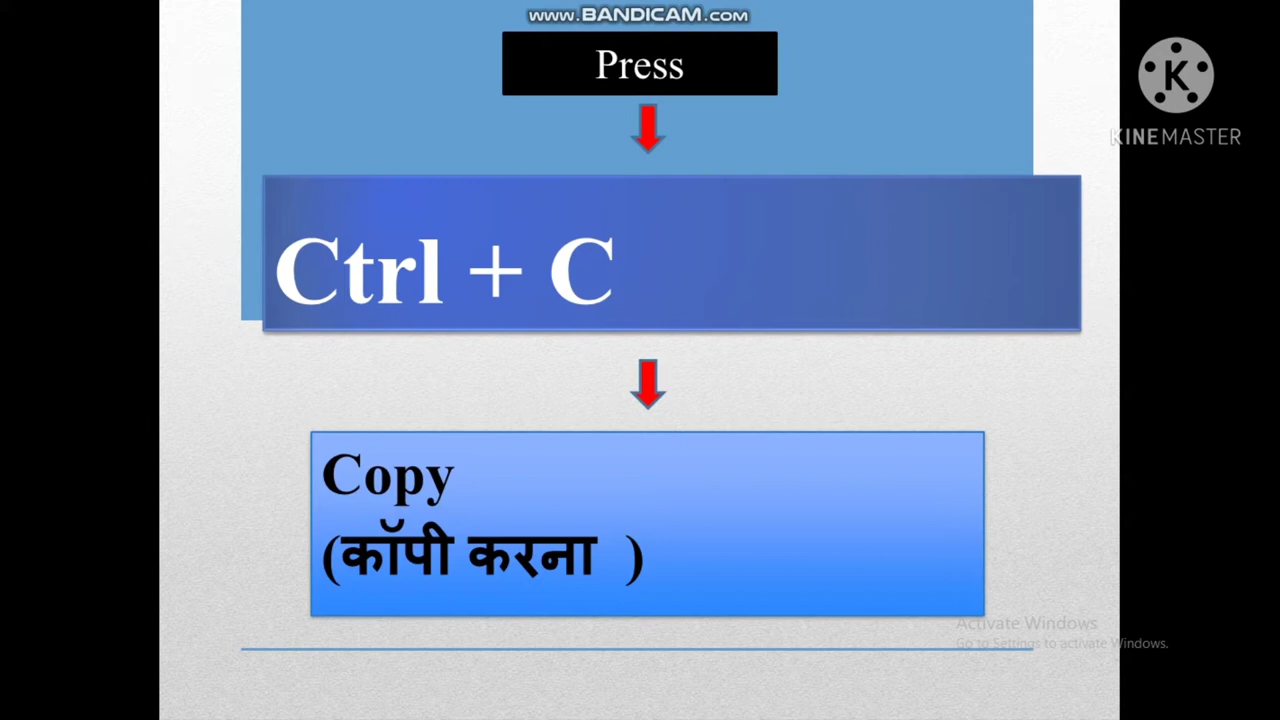 www.BANDICAM.com
Press
K
KINEMASTER
Ctrl + C
Copy
(कॉपी करना )
Activate Windows
Go to Settings to activate Windows.